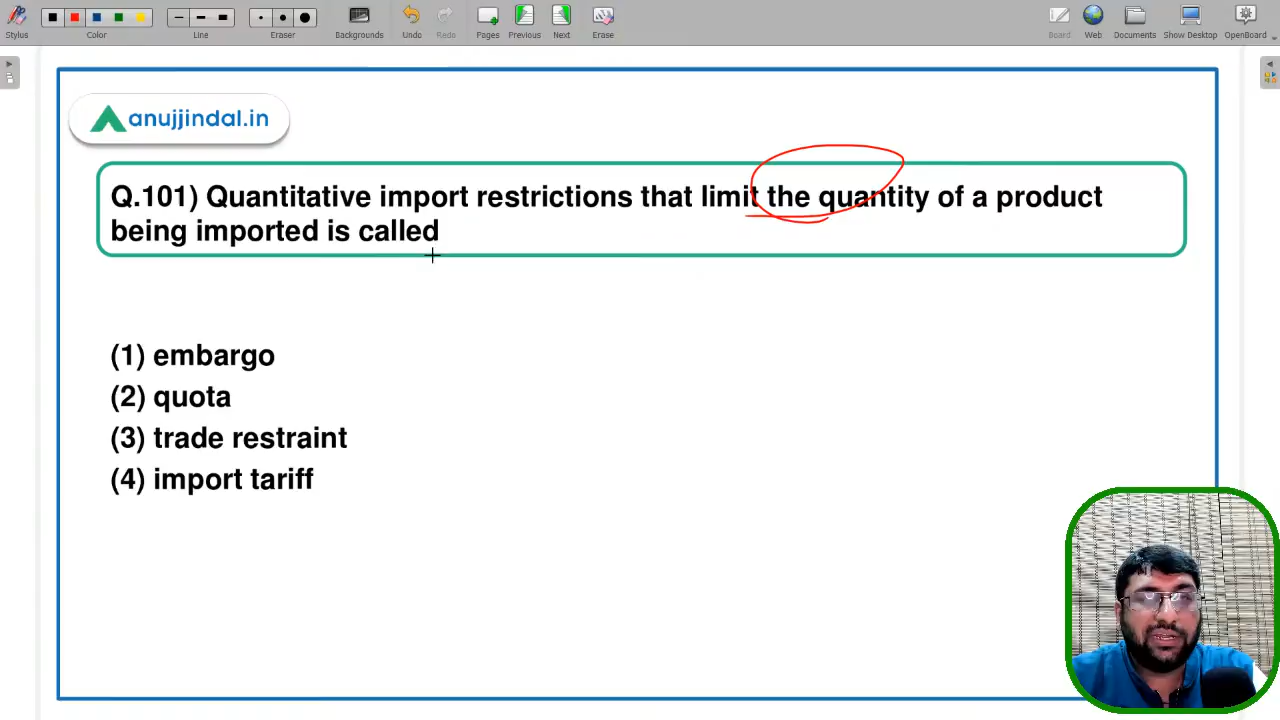 Stylus
Color
Line
Eraser
Backgrounds
Undo
Redo
Pages
Previous
Next
Erase
Board
Web
Documents
Show Desktop
OpenBoard
anujjindal.in
Q.101) Quantitative import restrictions that limit the quantity of a product
being imported is called
(1) embargo
(2) quota
(3) trade restraint
(4) import tariff